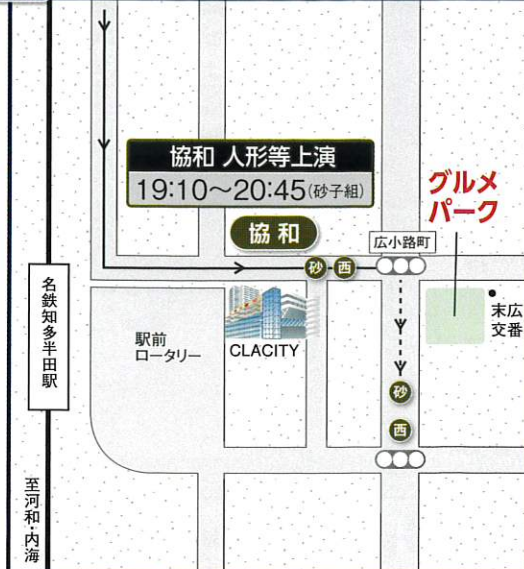 協和 人形等上演
19:10～20:45(砂子組)
協和
グルメ
パーク
広小路町
砂
西
名鉄知多半田駅
駅前
ロータリー
CLACITY
末広
交番
砂
西
至河和・内海